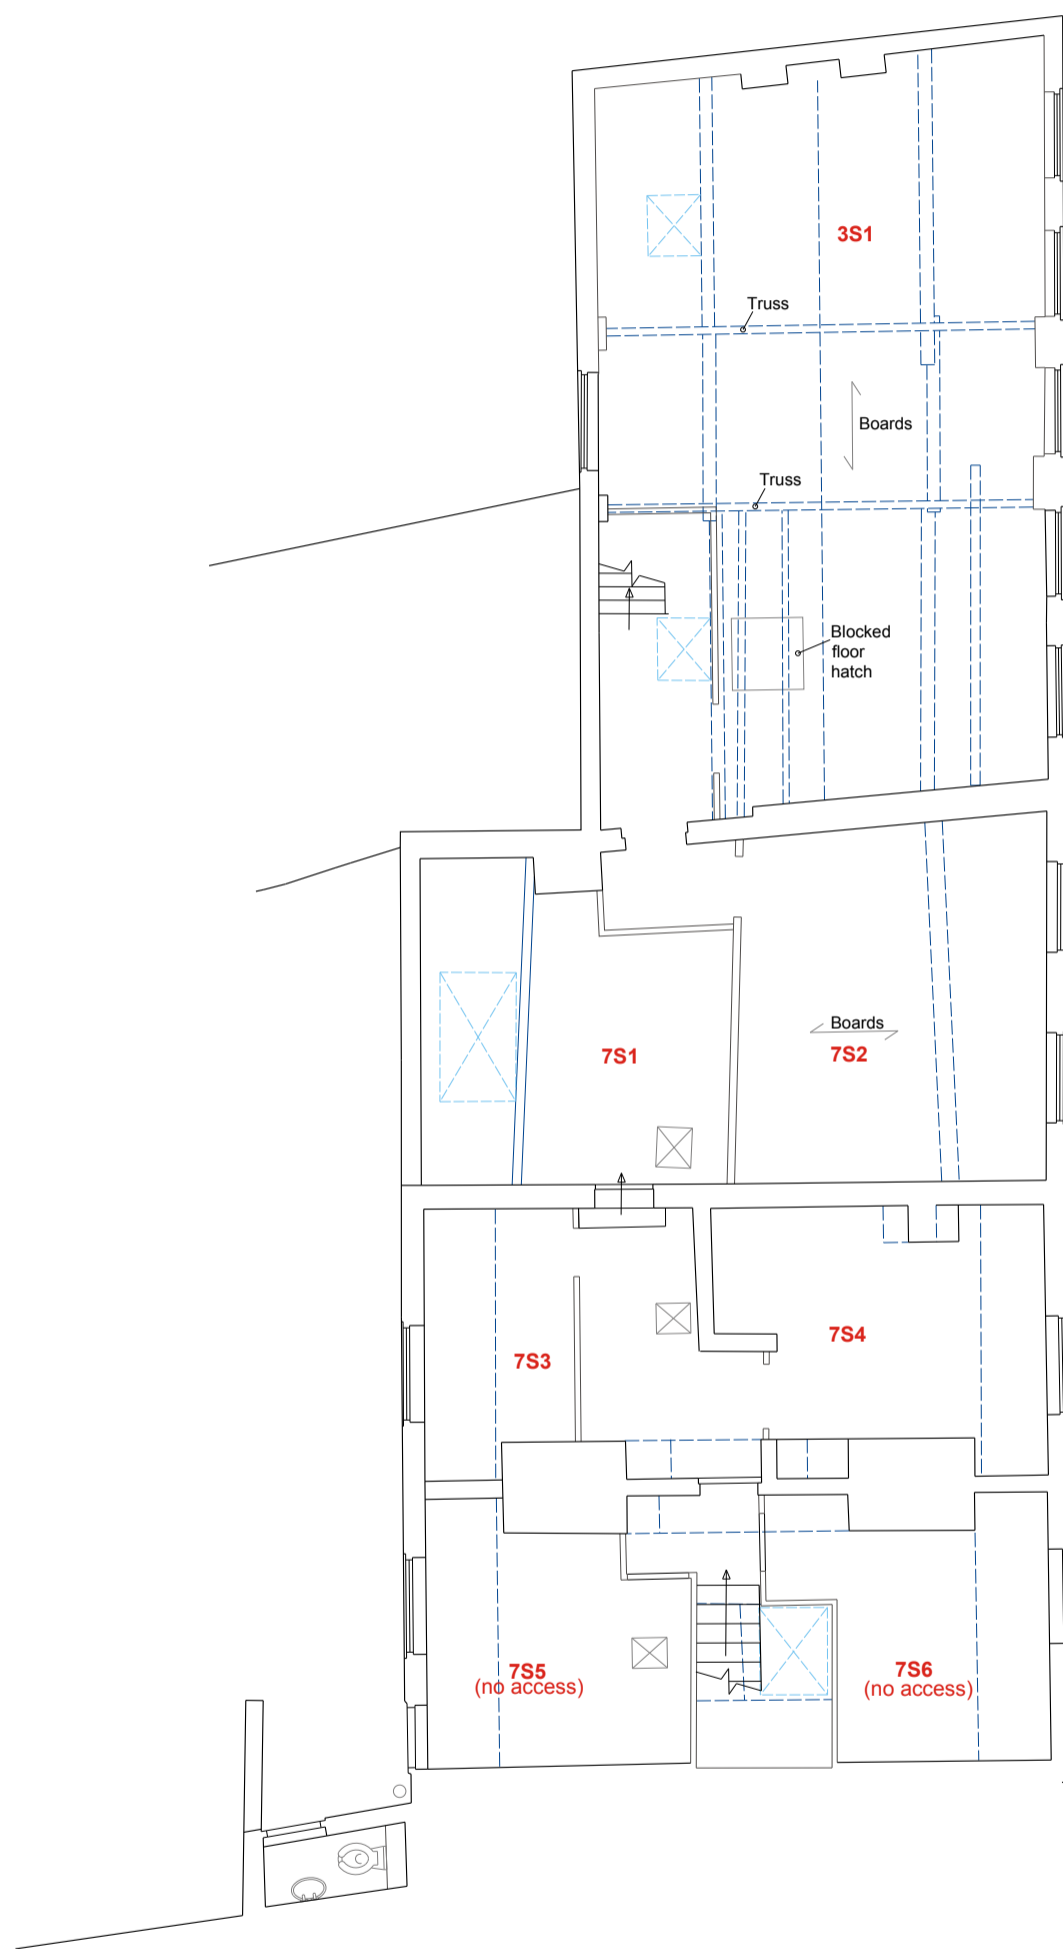 3S1
Truss
Boards
Truss
Blocked
floor
hatch
Boards
7S1
7S2
7S4
7S3
7S5
(no access)
7S6
(no access)